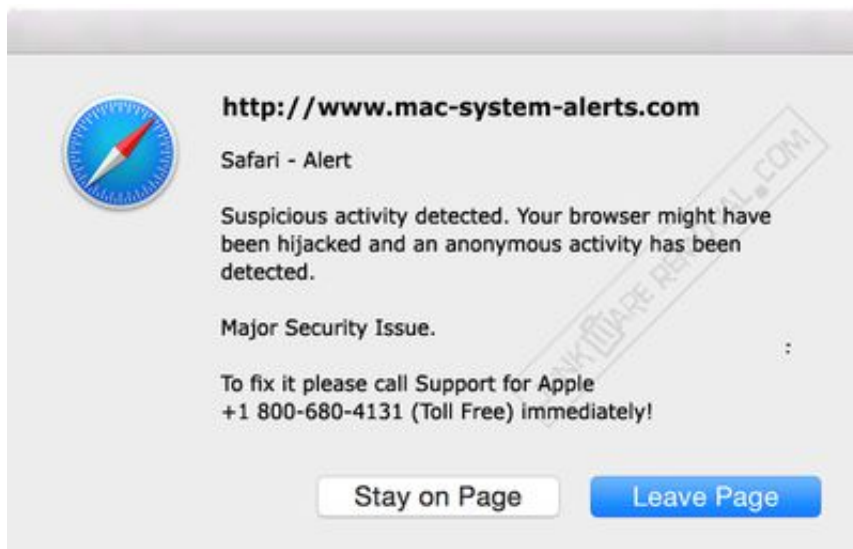 http://www.mac-system-alerts.com
Safari - Alert
Suspicious activity detected. Your browser might have
been hijacked and an anonymous activity has been
detected.
Major Security Issue.
:
To fix it please call Support for Apple
+1 800-680-4131 (Toll Free) immediately!
Stay on Page
Leave Page
REMOVAL.COM